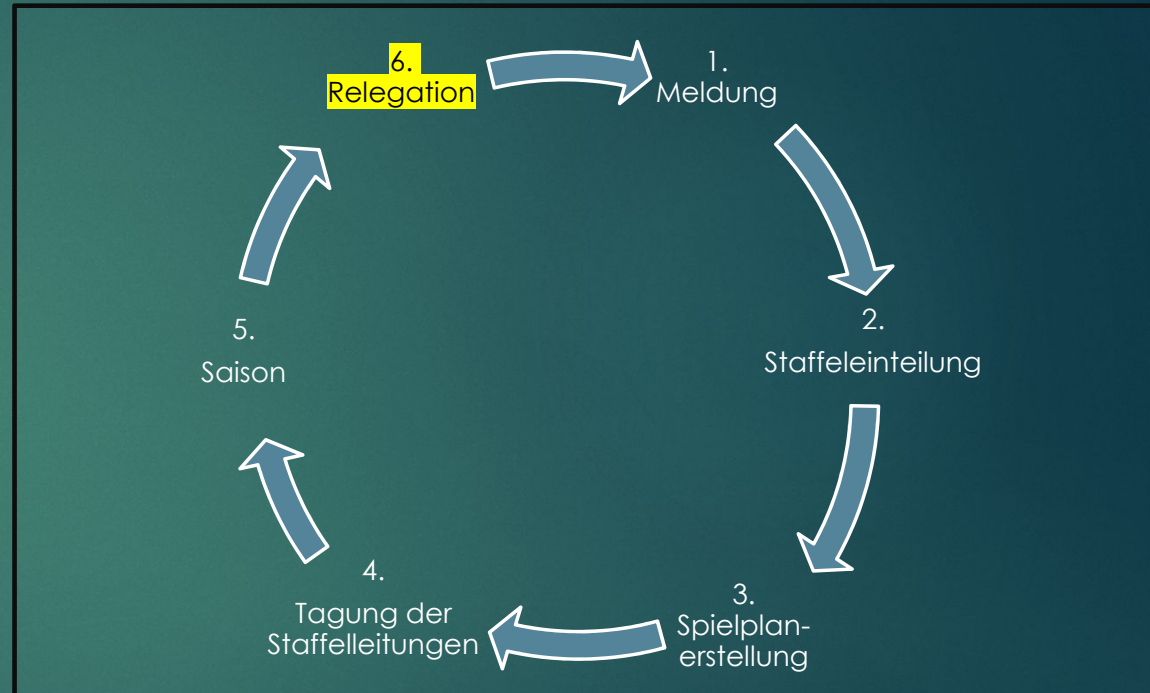 1.
Meldung
2.
Staffeleinteilung
3.
Spielplan-
erstellung
4.
Tagung der
Staffelleitungen
5.
Saison
6.
Relegation